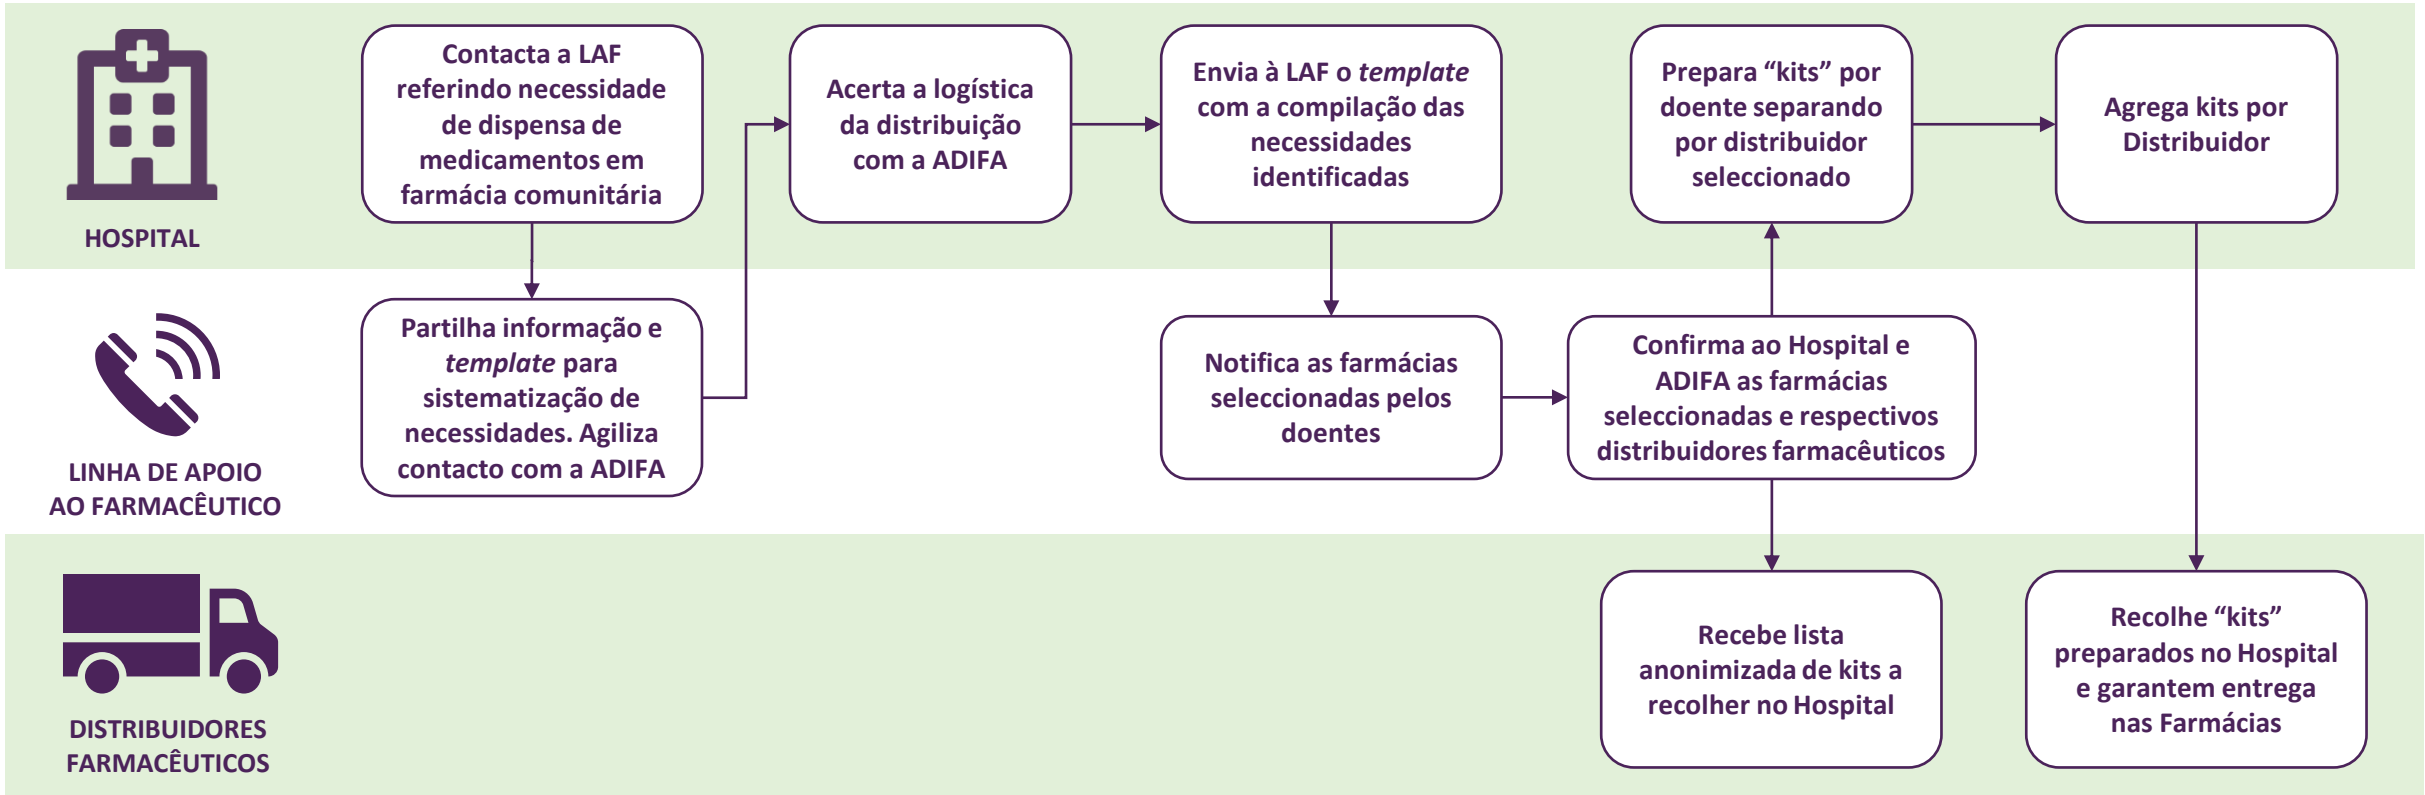 HOSPITAL
Contacta a LAF
referindo necessidade
de dispensa de
medicamentos em
farmácia comunitária
Acerta a logística
da distribuição
com a ADIFA
Envia à LAF o template
com a compilação das
necessidades
identificadas
Prepara “kits” por
doente separando
por distribuidor
seleccionado
Agrega kits por
Distribuidor
LINHA DE APOIO
AO FARMACÊUTICO
Partilha informação e
template para
sistematização de
necessidades. Agiliza
contacto com a ADIFA
Notifica as farmácias
seleccionadas pelos
doentes
Confirma ao Hospital e
ADIFA as farmácias
seleccionadas e respectivos
distribuidores farmacêuticos
DISTRIBUIDORES
FARMACÊUTICOS
Recebe lista
anonimizada de kits a
recolher no Hospital
Recolhe “kits”
preparados no Hospital
e garantem entrega
nas Farmácias